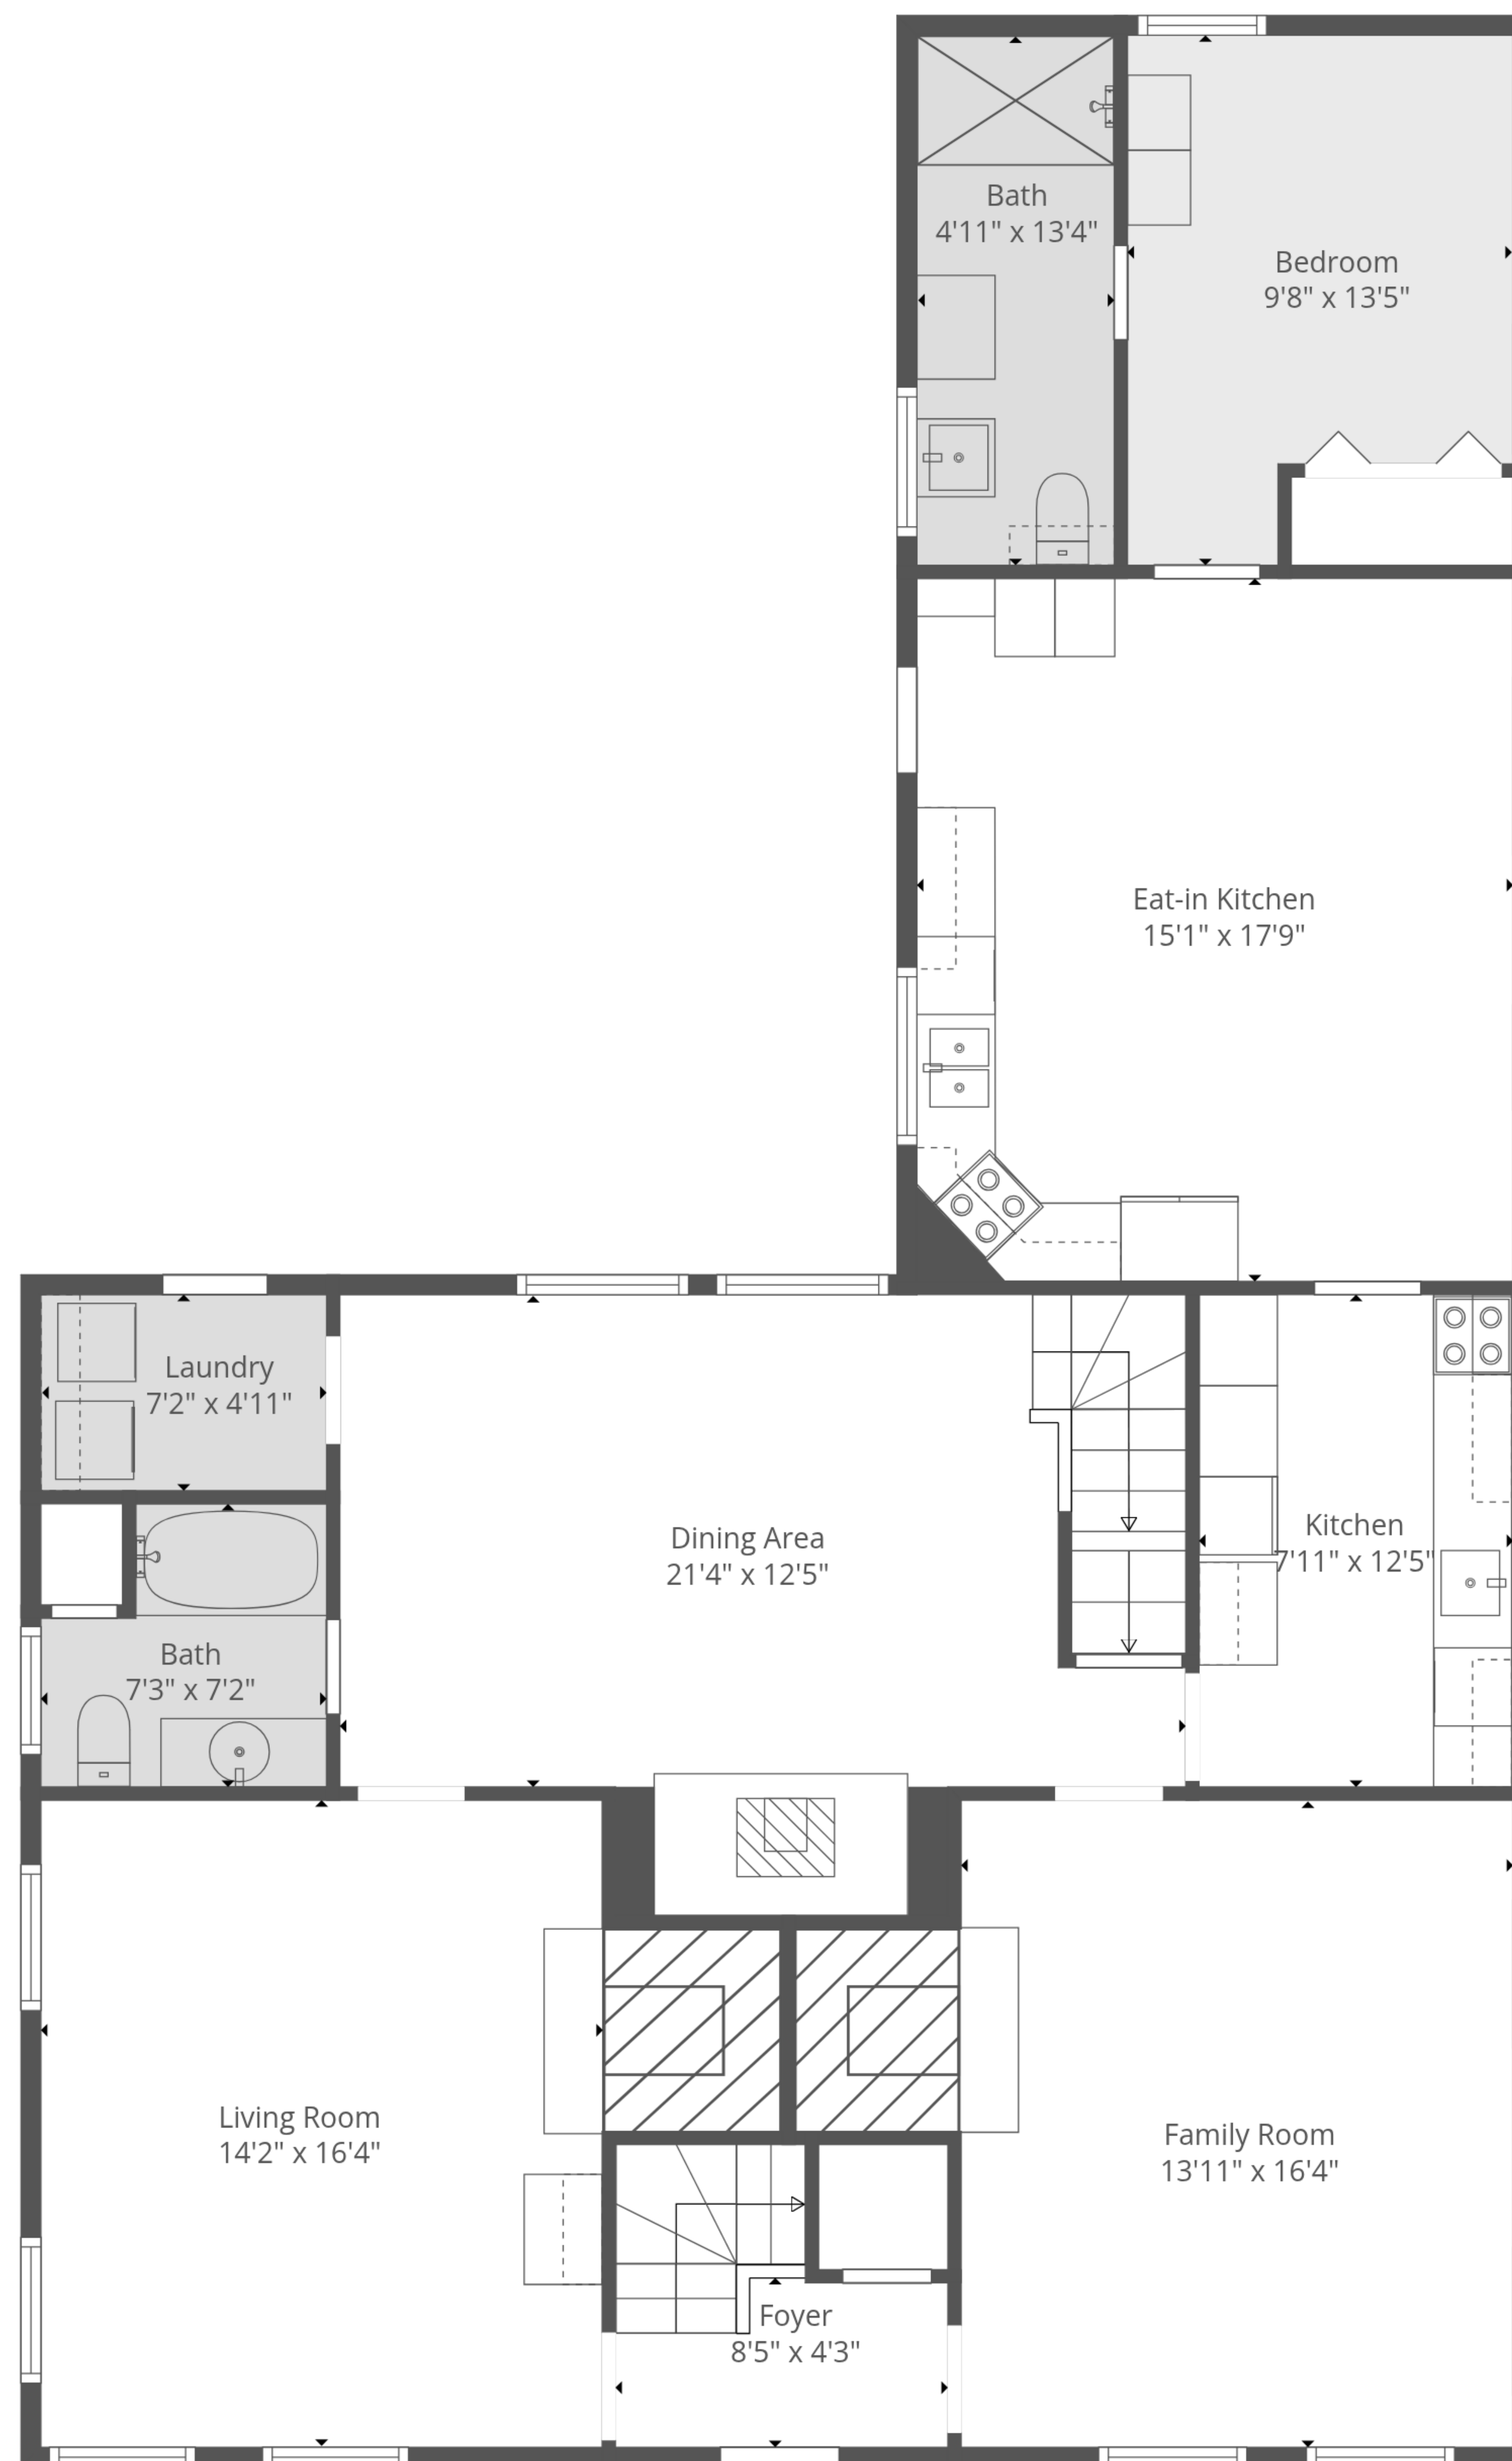 Bath
4'11" x 13'4"
Bedroom
9'8" x 13'5"
Eat-in Kitchen
15'1" x 17'9"
Laundry
7'2" x 4'11"
Dining Area
21'4" x 12'5"
Kitchen
7'11" x 12'5"
Bath
7'3" x 7'2"
Living Room
14'2" x 16'4"
Family Room
13'11" x 16'4"
Foyer
8'5" x 4'3"